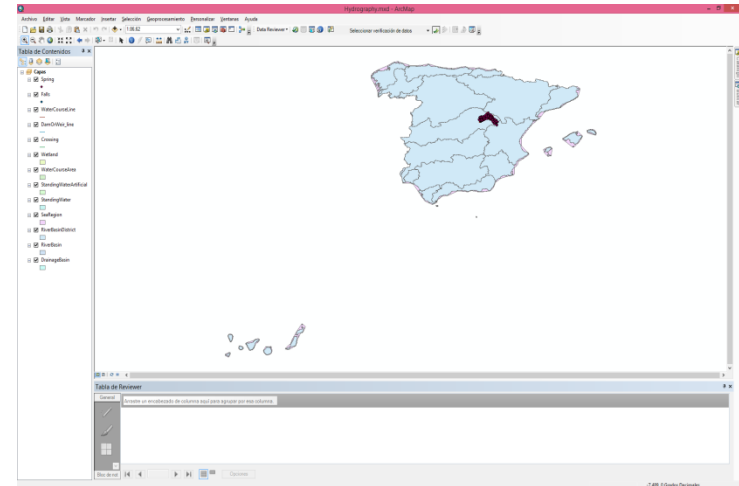 Hydrography.mxd - ArcMap
Archivo Editar Vista Marcador Insertar Selección Geoprocesamiento Personalizar Ventanas Ayuda
Data Reviewer Seleccionar verificación de datos
Tabla de Contenidos
Capas
Spring
Falls
WaterCourseLine
DamOrWeir_line
Crossing
Wetland
WaterCourseArea
StandingWaterArtificial
StandingWater
SeaRegion
RiverBasinDistrict
RiverBasin
DrainageBasin
Tabla de Reviewer
General
Arrastre un encabezado de columna aquí para agrupar por esa columna.